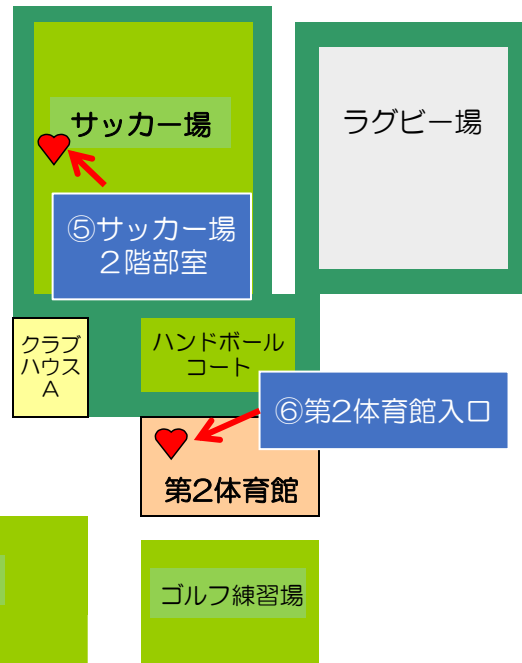 サッカー場
ラグビー場
⑤サッカー場
２階部室
クラブ
ハウス
A
ハンドボール
コート
⑥第2体育館入口
第2体育館
ゴルフ練習場